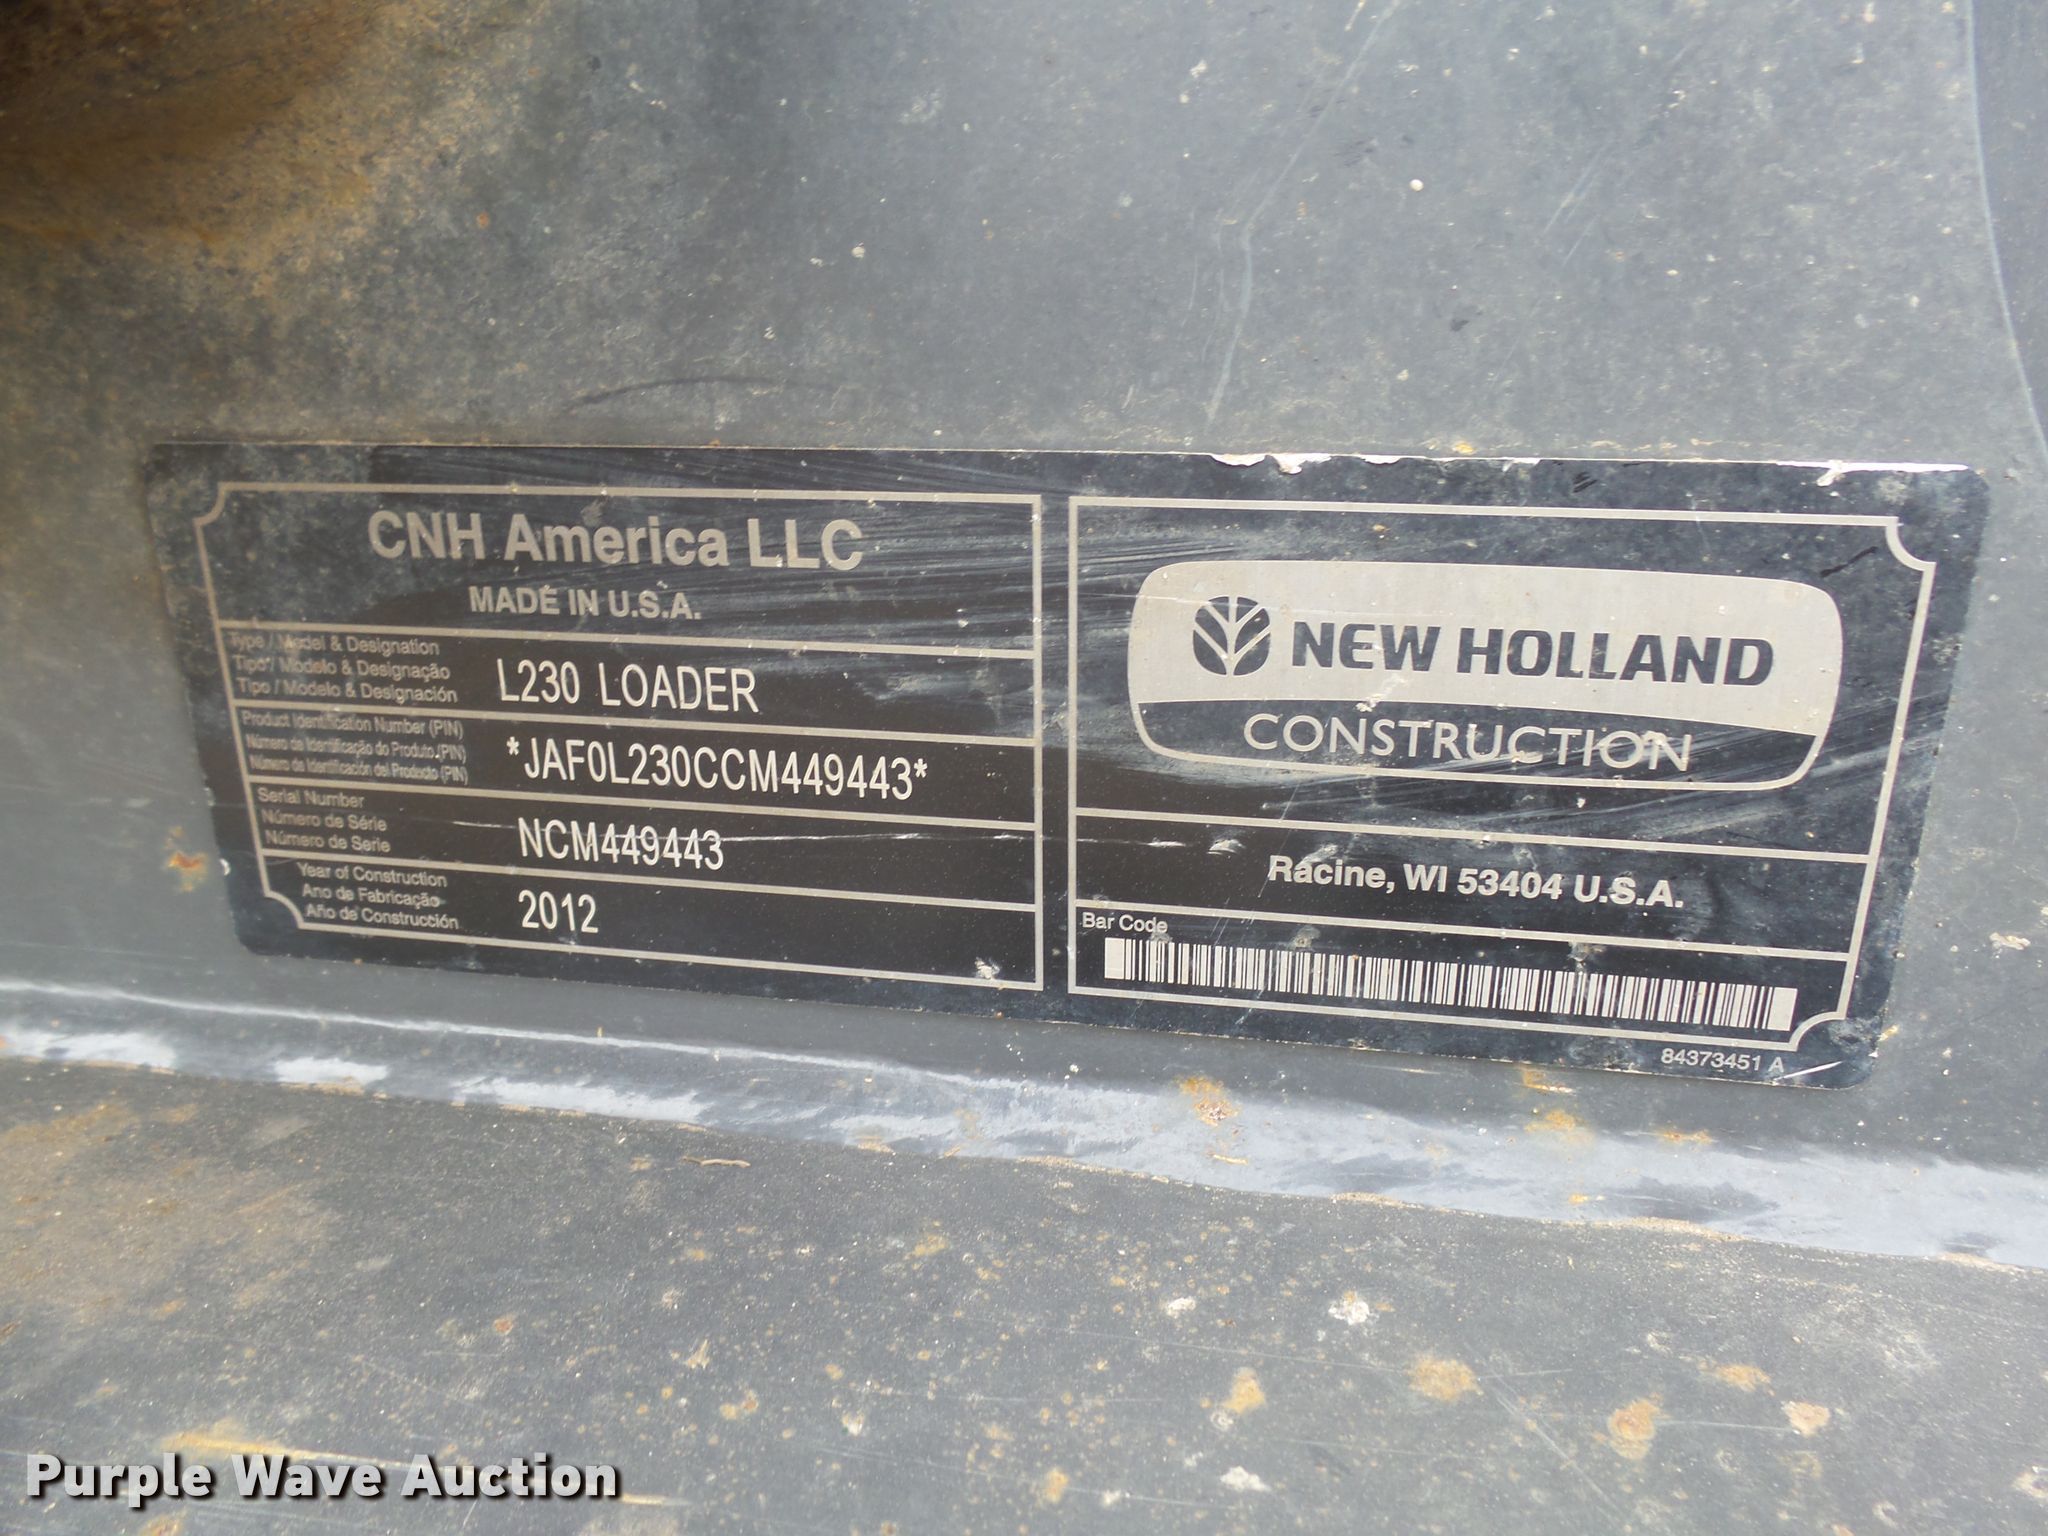 CNH America LLC
MADE IN U.S.A.
Type / Model & Designation
Tipo / Modelo & Designação
Tipo / Modelo & Designación
L230 LOADER
Product Identification Number (PIN)
Número de Identificação do Produto (PIN)
Número de Identificación del Producto (PIN)
*JAF0L230CCM449443*
Serial Number
Número de Série
Número de Serie
NCM449443
Year of Construction
Ano de Fabricação
Año de Construcción
2012
NEW HOLLAND
CONSTRUCTION
Racine, WI 53404 U.S.A.
Bar Code
84373451 A
Purple Wave Auction